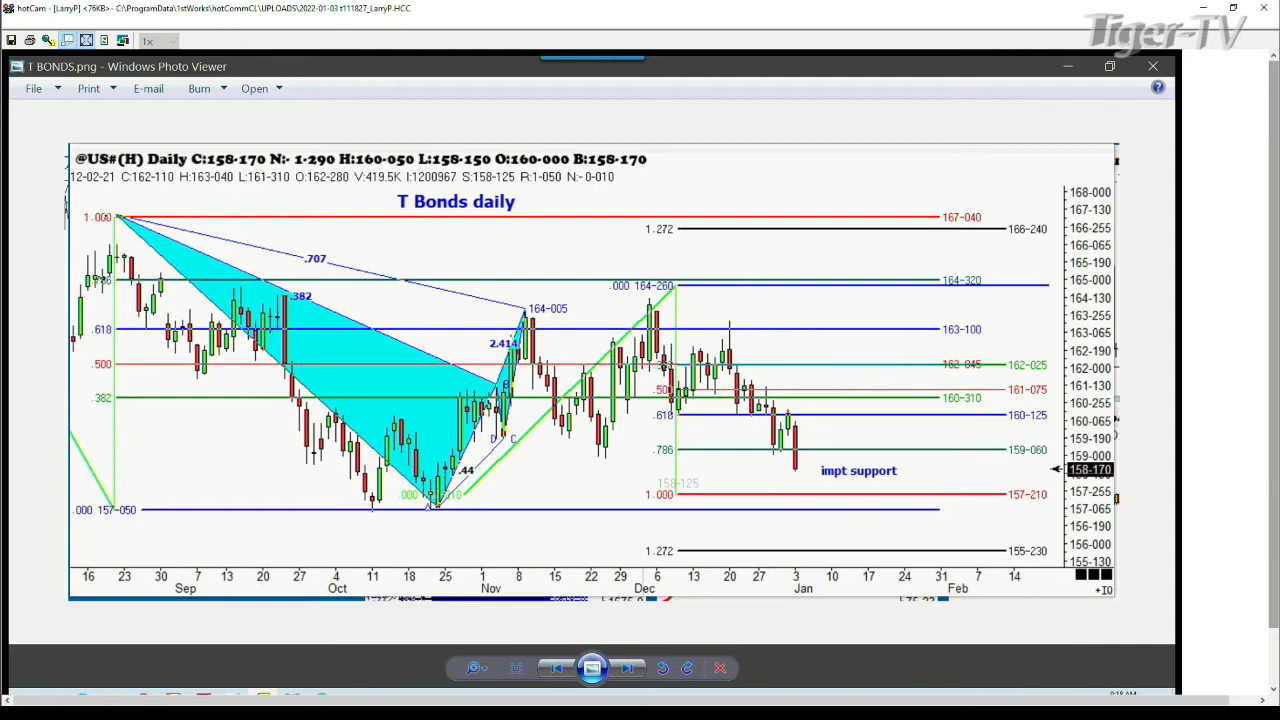 hotCam - [LarryP] <76KB> - C:\ProgramData\1stWorks\hotCommCL\UPLOADS\2022-01-03 t111827_LarryP.HCC
Tiger-TV
1x
T BONDS.png - Windows Photo Viewer
File Print E-mail Burn Open
@US#(H) Daily C:158-170 N:- 1-290 H:160-050 L:158-150 O:160-000 B:158-170
12-02-21 C:162-110 H:163-040 L:161-310 O:162-280 V:419.5K I:1200967 S:158-125 R:1-050 N:- 0-010
T Bonds daily
168-000
1.000 167-040 167-130
1.272 166-240 166-255
.707 166-065
165-190
164-320 165-000
.000 164-260
.382 164-130
164-005 163-255
.618 163-100 163-065
2.414
162-190
.500 162-045 162-025 162-000
B 161-075 161-130
.382 160-310 160-255
.618 160-125 160-065
D C 159-190
.786 159-060 159-000
.44 impt support 158-170
158-125
.000 1.000 157-210 157-255
.000 157-050 A 157-065
156-190
1.272 155-230 156-000
155-130
16 23 30 7 13 20 27 4 11 18 25 1 8 15 22 29 6 13 20 27 3 10 17 24 31 7 14
Sep Oct Nov Dec Jan Feb
+IQ